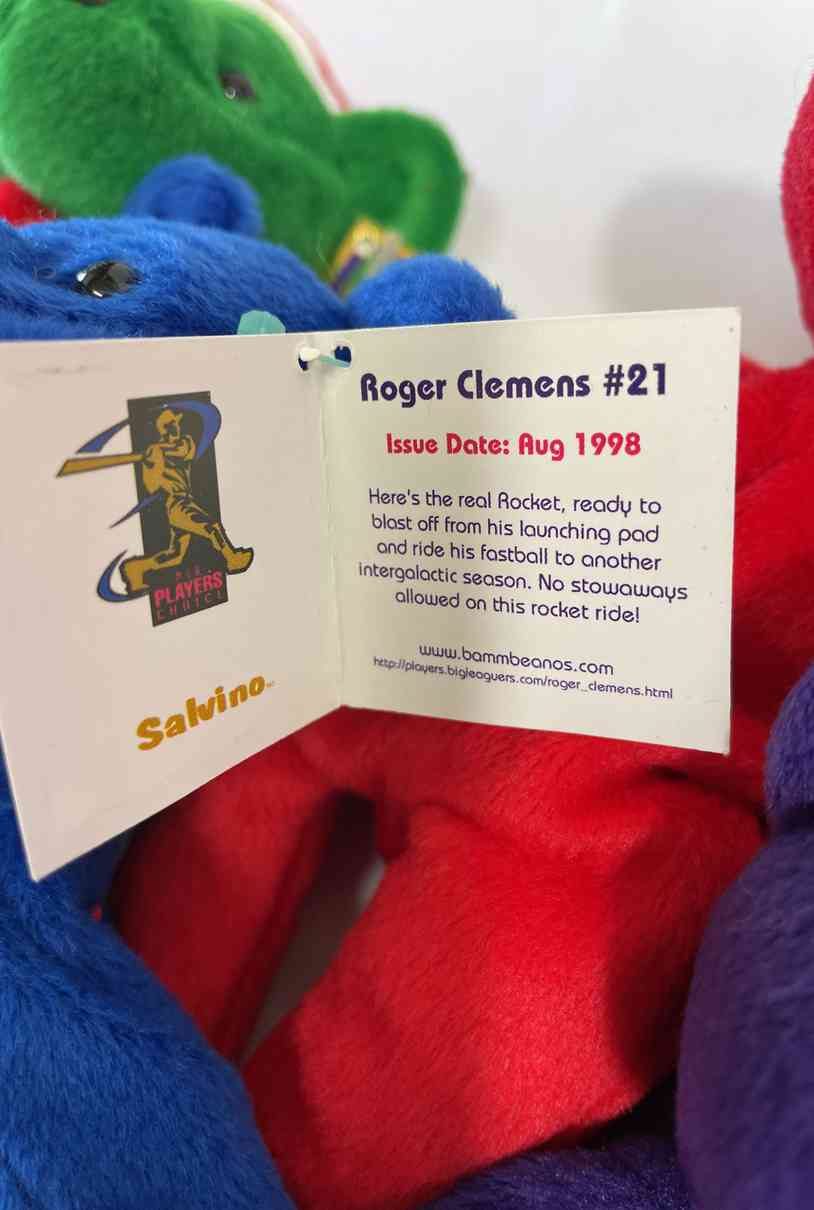 PLAYERS
CHOICE
Salvino
Roger Clemens #21
Issue Date: Aug 1998
Here's the real Rocket, ready to
blast off from his launching pad
and ride his fastball to another
intergalactic season. No stowaways
allowed on this rocket ride!
www.bammbeanos.com
http://players.bigleaguers.com/roger_clemens.html